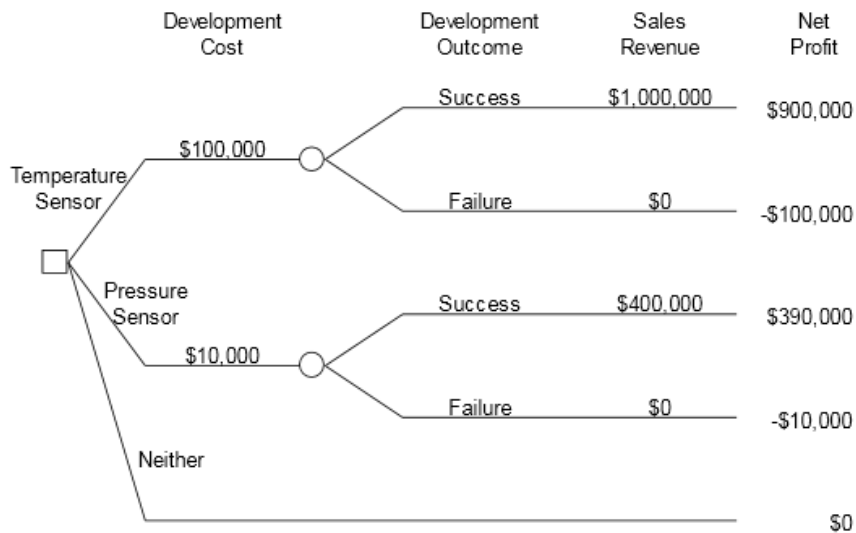 Development Cost
Development Outcome
Sales Revenue
Net Profit
Success
$1,000,000
$900,000
$100,000
Temperature Sensor
Failure
$0
-$100,000
Pressure Sensor
Success
$400,000
$390,000
$10,000
Failure
$0
-$10,000
Neither
$0